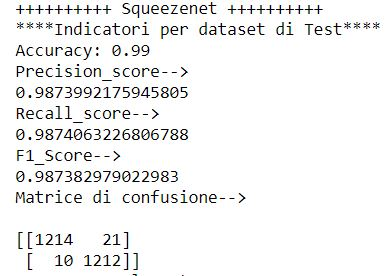 ++++++++++ Squeezenet ++++++++++
****Indicatori per dataset di Test****
Accuracy: 0.99
Precision_score-->
0.9873992175945805
Recall_score-->
0.9874063226806788
F1_Score-->
0.987382979022983
Matrice di confusione-->
[[1214   21]
 [  10 1212]]